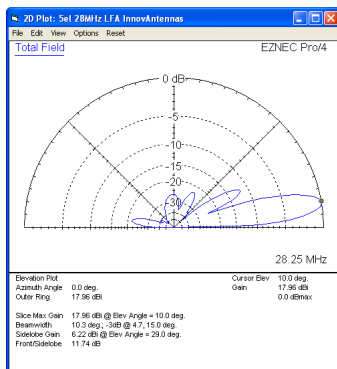 2D Plot: 5el 28MHz LFA InnovAntennas
File Edit View Options Reset
Total Field
EZNEC Pro/4
0 dB
-5
-10
-15
-20
-30
28.25 MHz
Elevation Plot
Azimuth Angle 0.0 deg.
Outer Ring 17.96 dBi
Cursor Elev 10.0 deg.
Gain 17.96 dBi
0.0 dBmax
Slice Max Gain 17.96 dBi @ Elev Angle = 10.0 deg.
Beamwidth 10.3 deg.; -3dB @ 4.7, 15.0 deg.
Sidelobe Gain 6.22 dBi @ Elev Angle = 29.0 deg.
Front/Sidelobe 11.74 dB